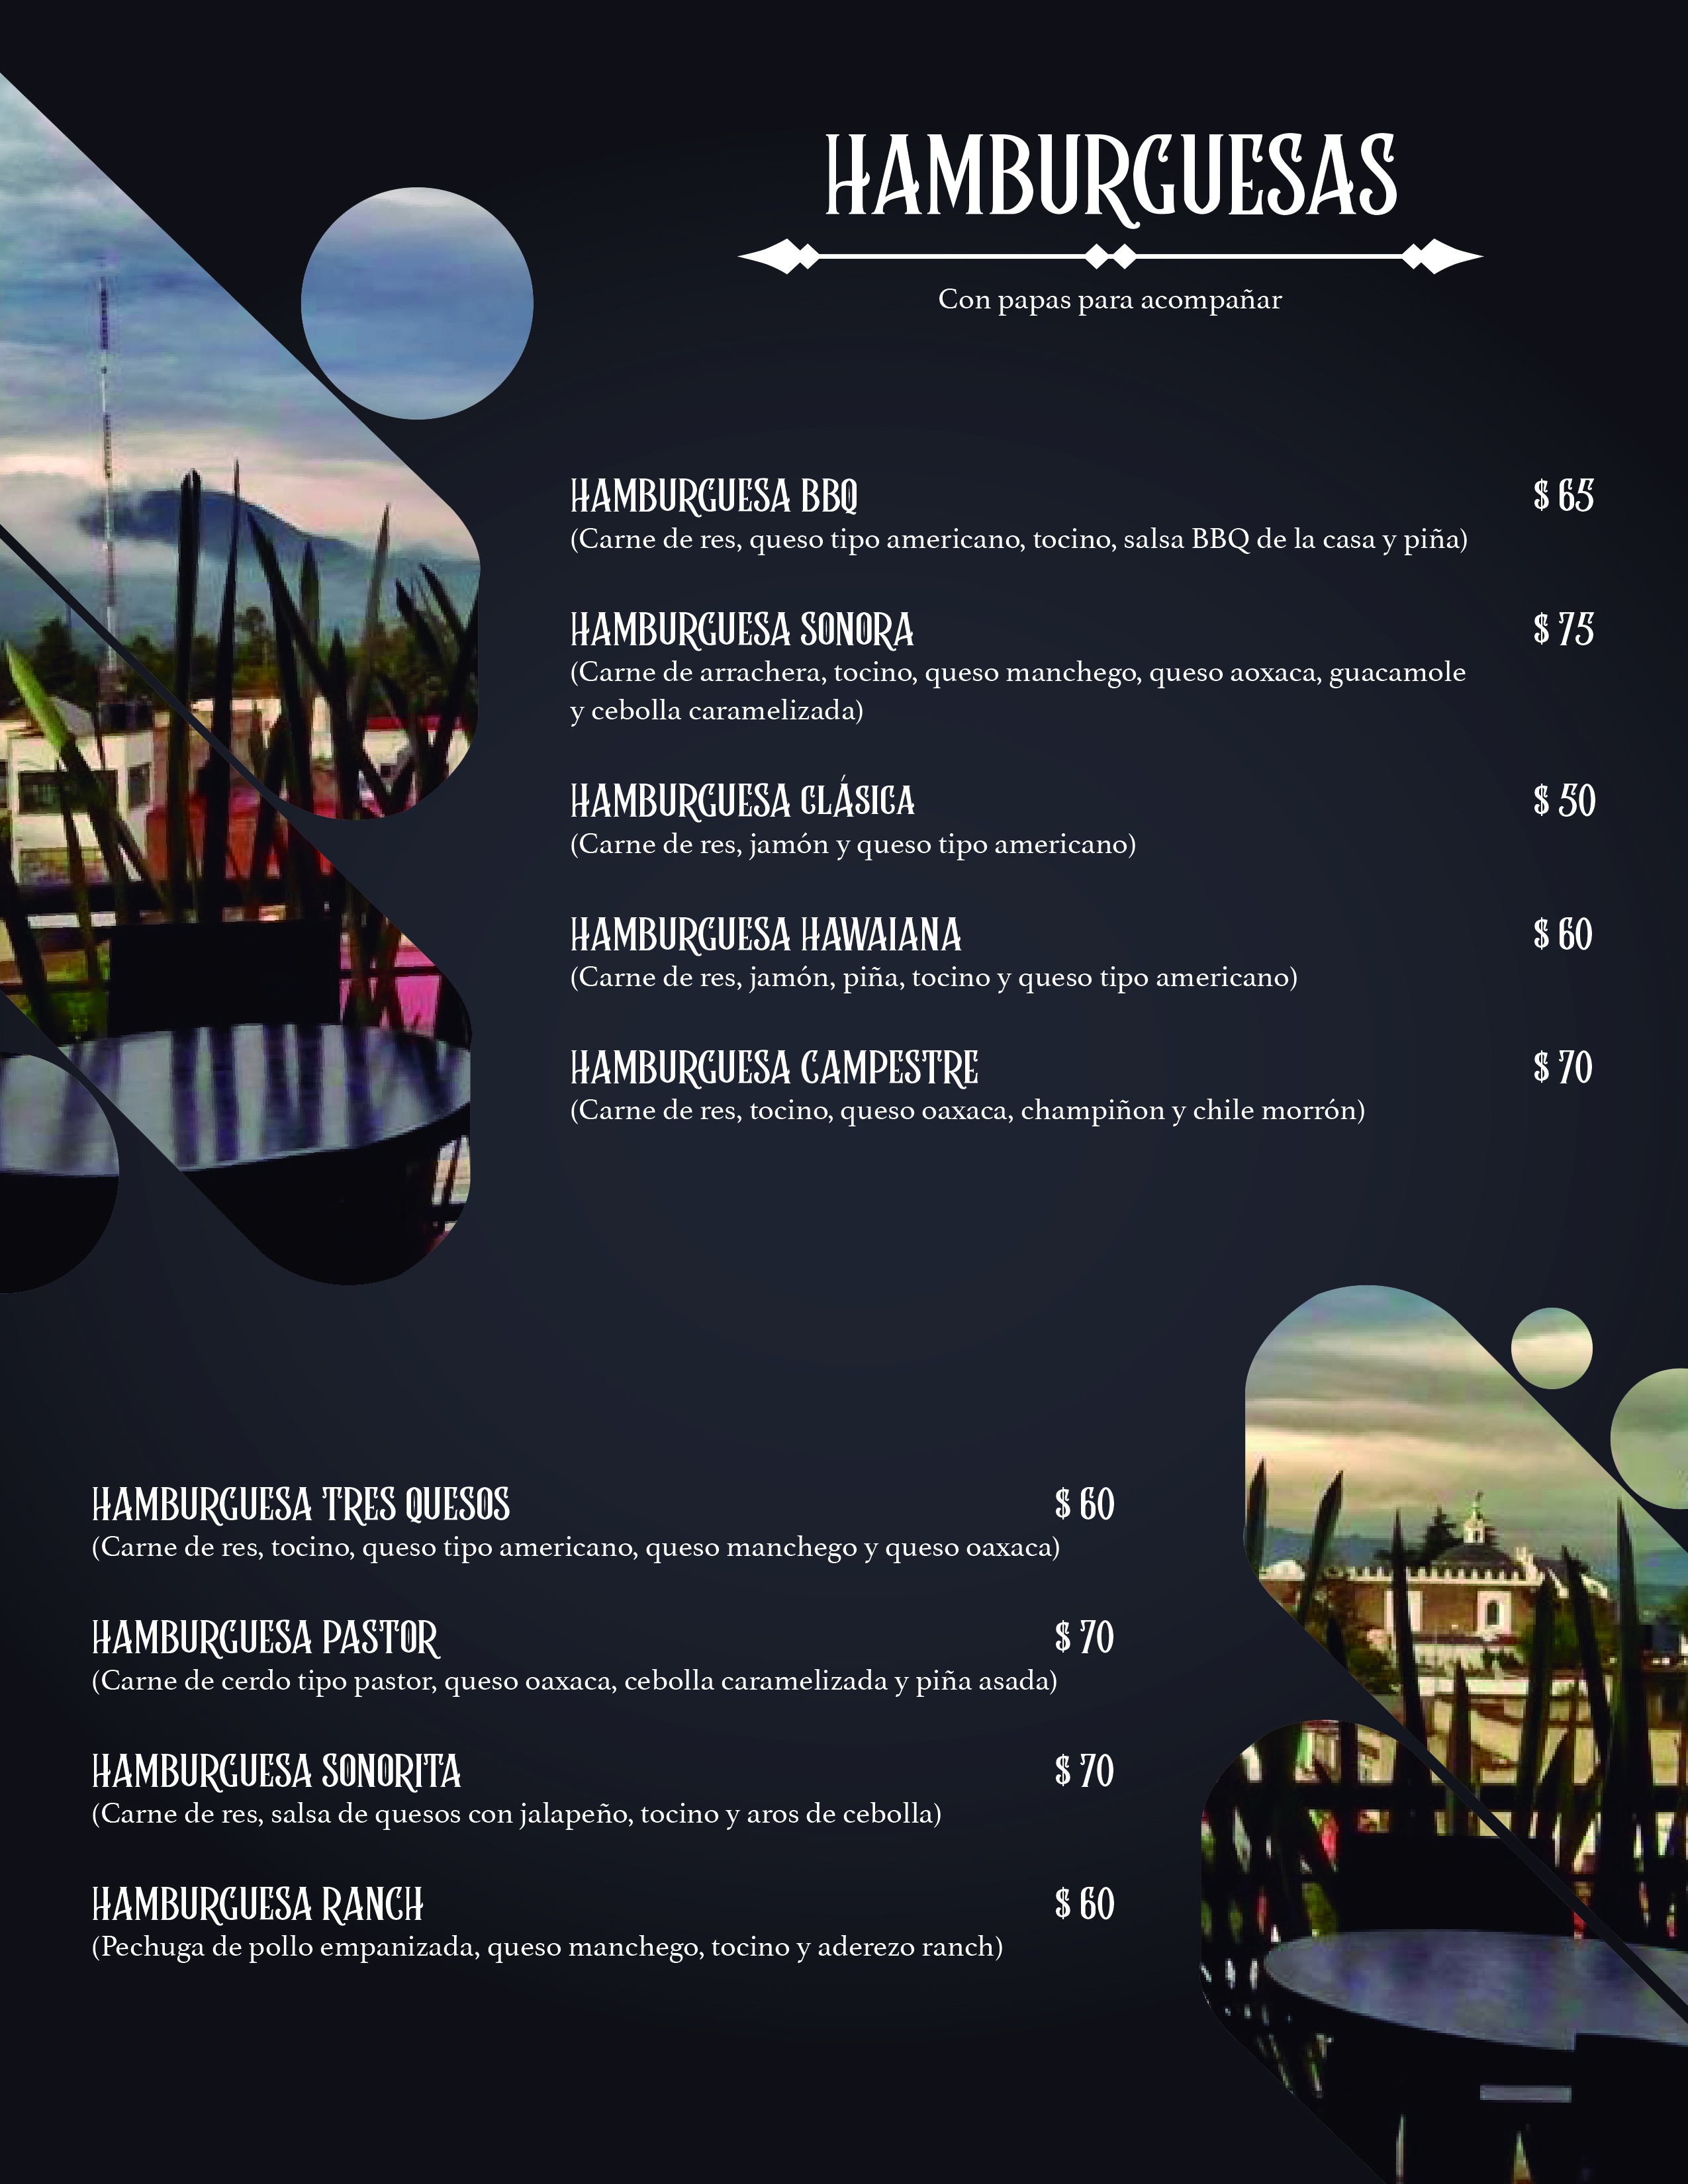 HAMBURGUESAS
Con papas para acompañar
HAMBURGUESA BBQ $ 65
(Carne de res, queso tipo americano, tocino, salsa BBQ de la casa y piña)
HAMBURGUESA SONORA $ 75
(Carne de arrachera, tocino, queso manchego, queso aoxaca, guacamole
y cebolla caramelizada)
HAMBURGUESA CLÁSICA $ 50
(Carne de res, jamón y queso tipo americano)
HAMBURGUESA HAWAIANA $ 60
(Carne de res, jamón, piña, tocino y queso tipo americano)
HAMBURGUESA CAMPESTRE $ 70
(Carne de res, tocino, queso oaxaca, champiñon y chile morrón)
HAMBURGUESA TRES QUESOS $ 60
(Carne de res, tocino, queso tipo americano, queso manchego y queso oaxaca)
HAMBURGUESA PASTOR $ 70
(Carne de cerdo tipo pastor, queso oaxaca, cebolla caramelizada y piña asada)
HAMBURGUESA SONORITA $ 70
(Carne de res, salsa de quesos con jalapeño, tocino y aros de cebolla)
HAMBURGUESA RANCH $ 60
(Pechuga de pollo empanizada, queso manchego, tocino y aderezo ranch)